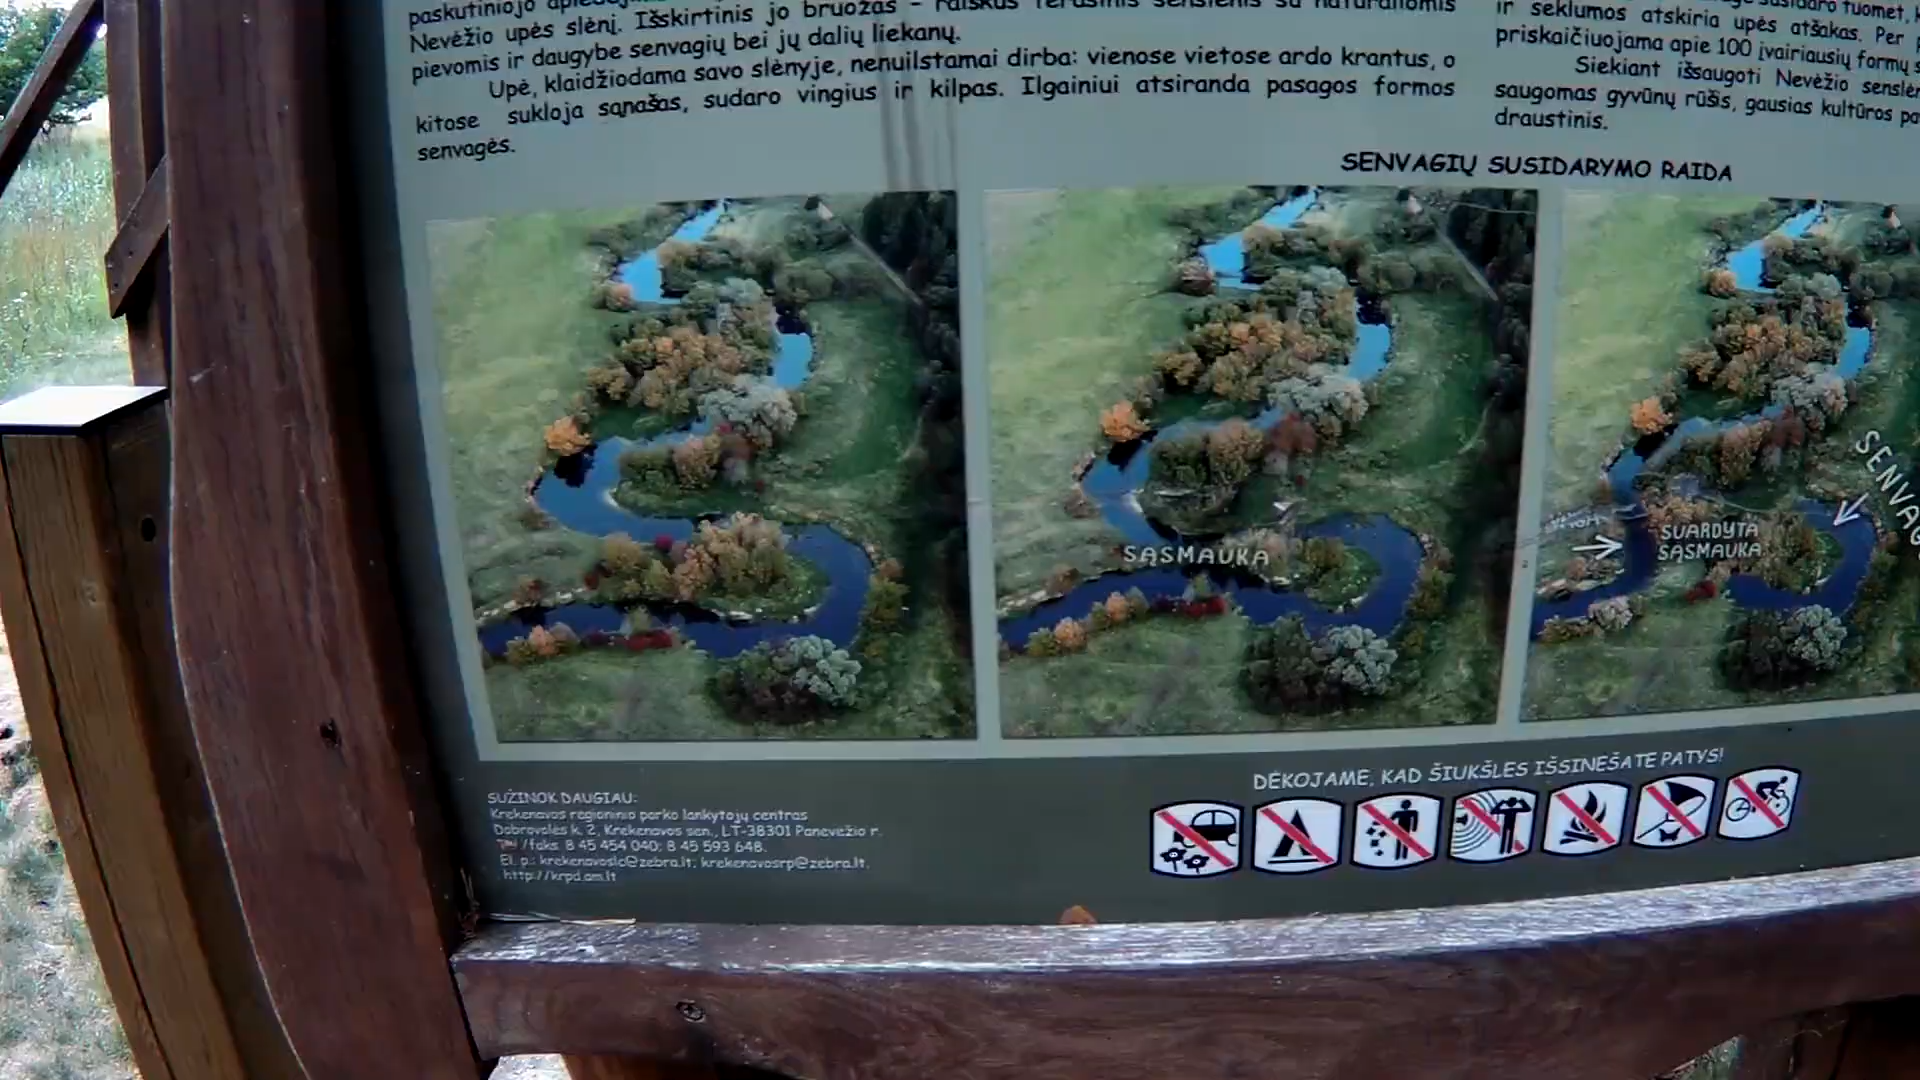 paskutiniojo
Nevėžio upės slėnį. Išskirtinis jo bruožas –
pievomis ir daugybe senvagių bei jų dalių liekanų.
Upė, klaidžiodama savo slėnyje, nenuilstamai dirba: vienose vietose ardo krantus, o
kitose sukloja sąnašas, sudaro vingius ir kilpas. Ilgainiui atsiranda pasagos formos
senvagės.
susidaro tuomet,
ir seklumos atskiria upės atšakas. Per
priskaičiuojama apie 100 įvairiausių formų
Siekiant išsaugoti Nevėžio
saugomas gyvūnų rūšis, gausias kultūros
draustinis.
SENVAGIŲ SUSIDARYMO RAIDA
SĄSMAUKA
SUARDYTA
SĄSMAUKA
DĖKOJAME, KAD ŠIUKŠLES IŠSINEŠATE PATYS!
SUŽINOK DAUGIAU:
Krekenavos regioninio parko lankytojų centras
Dobrovolės k. 2, Krekenavos sen., LT-38301 Panevėžio r.
/faks. 8 45 454 040; 8 45 593 648.
El. p.: krekenavoslc@zebra.lt; krekenavosrp@zebra.lt.
http://krpd.am.lt